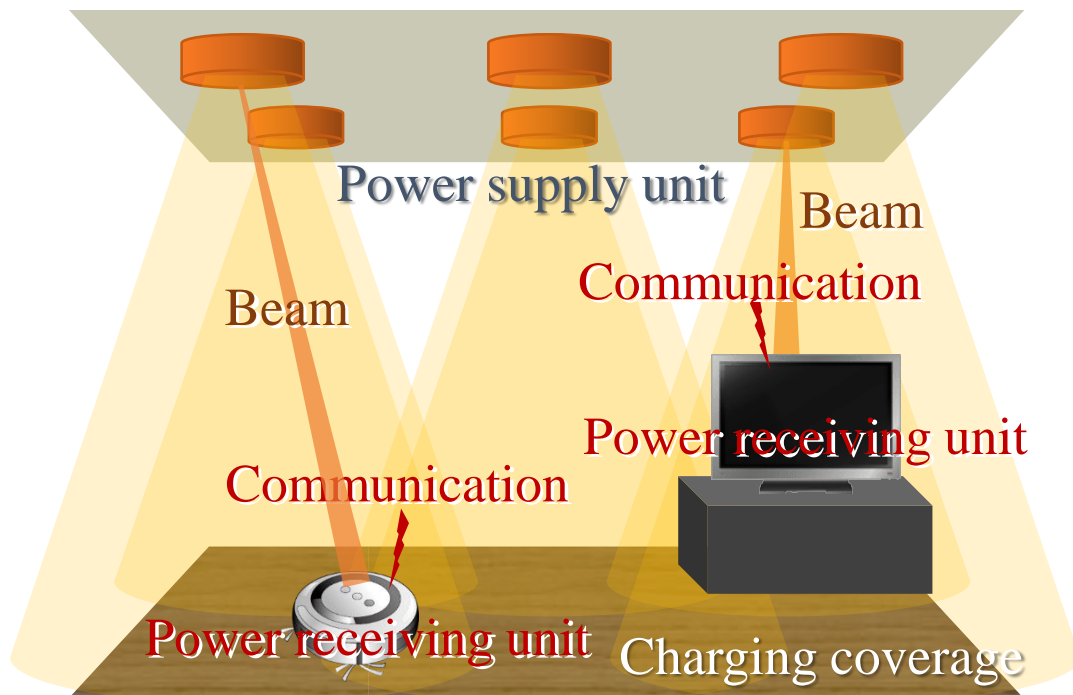 Power supply unit
Beam
Communication
Beam
Power receiving unit
Communication
Power receiving unit
Charging coverage